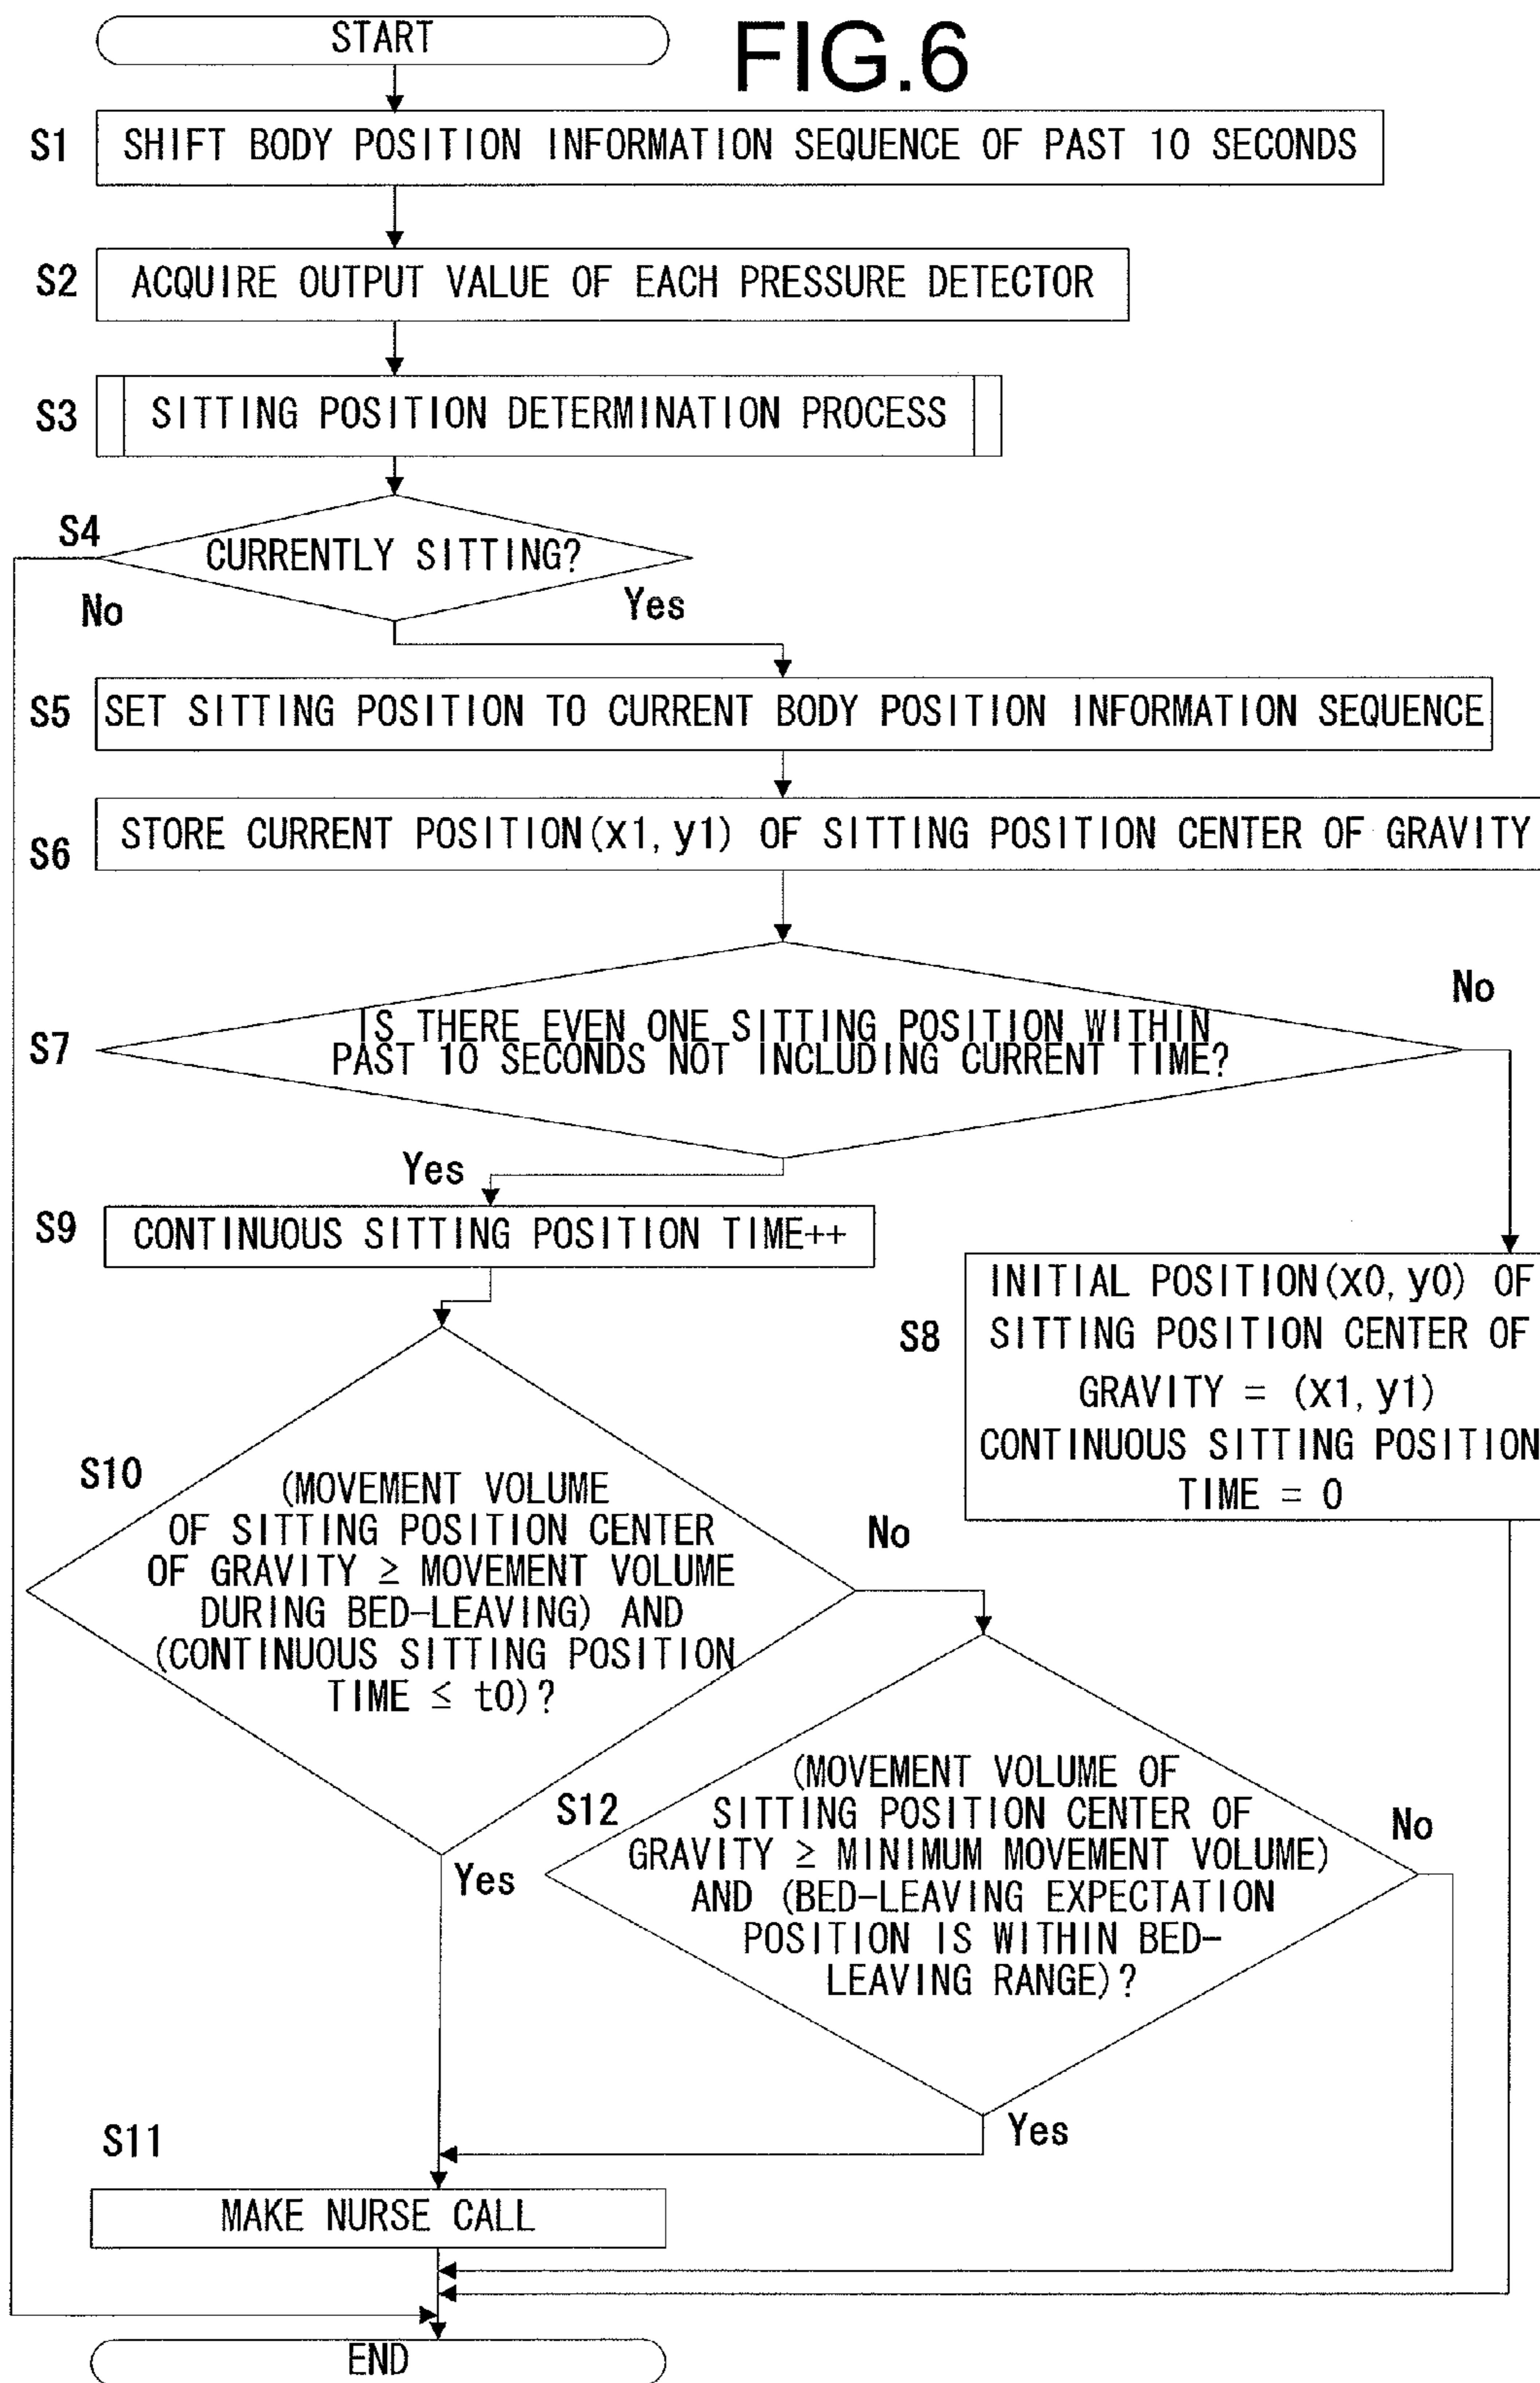 START
FIG.6
S1
SHIFT BODY POSITION INFORMATION SEQUENCE OF PAST 10 SECONDS
S2
ACQUIRE OUTPUT VALUE OF EACH PRESSURE DETECTOR
S3
SITTING POSITION DETERMINATION PROCESS
S4
CURRENTLY SITTING?
No
Yes
S5
SET SITTING POSITION TO CURRENT BODY POSITION INFORMATION SEQUENCE
S6
STORE CURRENT POSITION(x1, y1) OF SITTING POSITION CENTER OF GRAVITY
S7
IS THERE EVEN ONE SITTING POSITION WITHIN
PAST 10 SECONDS NOT INCLUDING CURRENT TIME?
No
Yes
S9
CONTINUOUS SITTING POSITION TIME++
S8
INITIAL POSITION(x0, y0) OF
SITTING POSITION CENTER OF
GRAVITY = (x1, y1)
CONTINUOUS SITTING POSITION
TIME = 0
S10
(MOVEMENT VOLUME
OF SITTING POSITION CENTER
OF GRAVITY ≥ MOVEMENT VOLUME
DURING BED-LEAVING) AND
(CONTINUOUS SITTING POSITION
TIME ≤ t0)?
No
Yes
S12
(MOVEMENT VOLUME OF
SITTING POSITION CENTER OF
GRAVITY ≥ MINIMUM MOVEMENT VOLUME)
AND (BED-LEAVING EXPECTATION
POSITION IS WITHIN BED-
LEAVING RANGE)?
No
Yes
S11
MAKE NURSE CALL
END